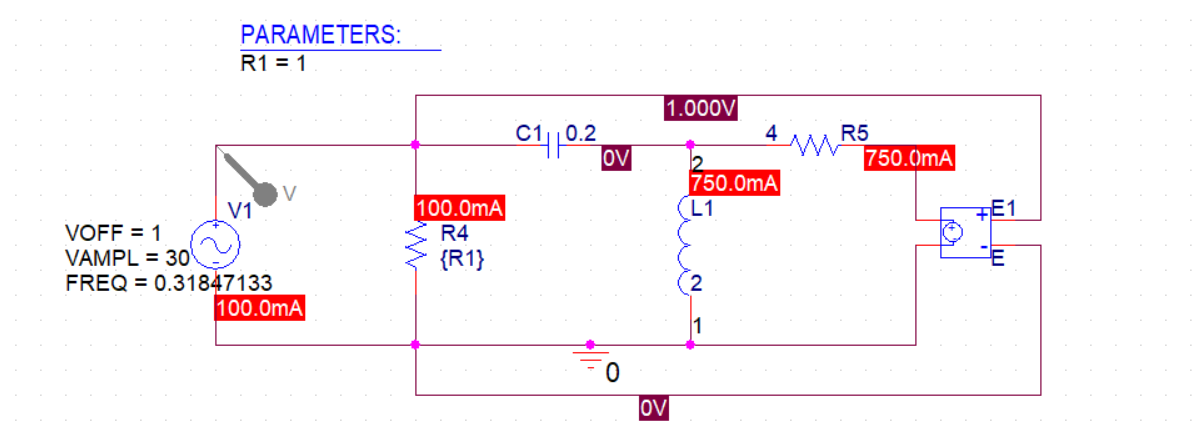 PARAMETERS:
R1 = 1
1.000V
C1 0.2
4 R5
0V
750.0mA
2
750.0mA
V
V1
100.0mA
L1
+ E1
VOFF = 1
R4
VAMPL = 30
{R1}
- E
FREQ = 0.31847133
2
100.0mA
1
0
0V